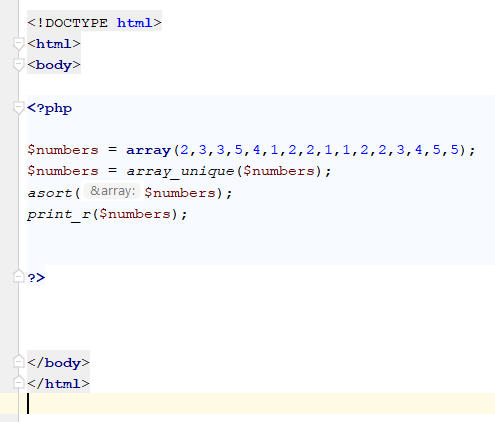 <!DOCTYPE html>
<html>
<body>
<?php
$numbers = array(2,3,3,5,4,1,2,2,1,1,2,2,3,4,5,5);
$numbers = array_unique($numbers);
asort( &array: $numbers);
print_r($numbers);
?>
</body>
</html>